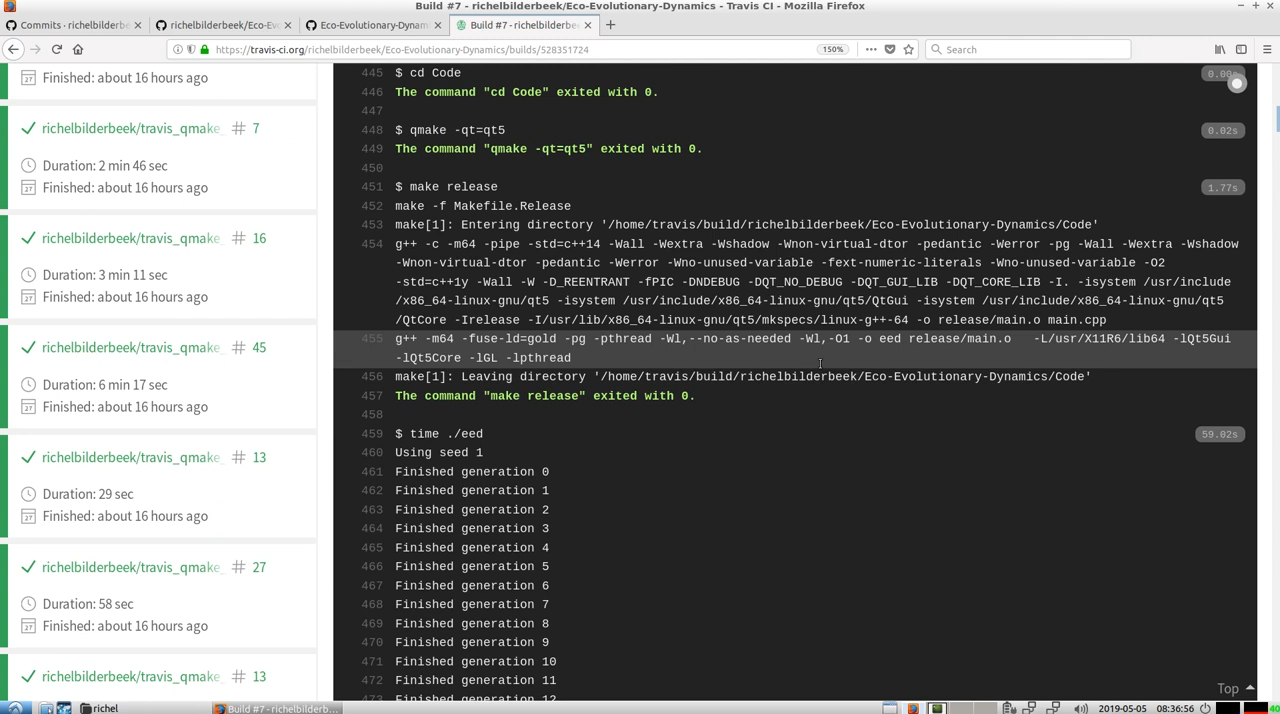 Build #7 - richelbilderbeek/Eco-Evolutionary-Dynamics - Travis CI - Mozilla Firefox
Commits · richelbilderbe
richelbilderbeek/Eco-Ev
Eco-Evolutionary-Dynam
Build #7 - richelbilderbe
https://travis-ci.org/richelbilderbeek/Eco-Evolutionary-Dynamics/builds/528351724
150%
Search
Finished: about 16 hours ago
richelbilderbeek/travis_qmake_ # 7
Duration: 2 min 46 sec
Finished: about 16 hours ago
richelbilderbeek/travis_qmake_ # 16
Duration: 3 min 11 sec
Finished: about 16 hours ago
richelbilderbeek/travis_qmake # 45
Duration: 6 min 17 sec
Finished: about 16 hours ago
richelbilderbeek/travis_qmake_ # 13
Duration: 29 sec
Finished: about 16 hours ago
richelbilderbeek/travis_qmake_ # 27
Duration: 58 sec
Finished: about 16 hours ago
richelbilderbeek/travis_qmake_ # 13
445 $ cd Code
446 The command "cd Code" exited with 0.
447
448 $ qmake -qt=qt5 0.02s
449 The command "qmake -qt=qt5" exited with 0.
450
451 $ make release 1.77s
452 make -f Makefile.Release
453 make[1]: Entering directory '/home/travis/build/richelbilderbeek/Eco-Evolutionary-Dynamics/Code'
454 g++ -c -m64 -pipe -std=c++14 -Wall -Wextra -Wshadow -Wnon-virtual-dtor -pedantic -Werror -pg -Wall -Wextra -Wshadow
-Wnon-virtual-dtor -pedantic -Werror -Wno-unused-variable -fext-numeric-literals -Wno-unused-variable -O2
-std=c++1y -Wall -W -D_REENTRANT -fPIC -DNDEBUG -DQT_NO_DEBUG -DQT_GUI_LIB -DQT_CORE_LIB -I. -isystem /usr/include
/x86_64-linux-gnu/qt5 -isystem /usr/include/x86_64-linux-gnu/qt5/QtGui -isystem /usr/include/x86_64-linux-gnu/qt5
/QtCore -Irelease -I/usr/lib/x86_64-linux-gnu/qt5/mkspecs/linux-g++-64 -o release/main.o main.cpp
455 g++ -m64 -fuse-ld=gold -pg -pthread -Wl,--no-as-needed -Wl,-O1 -o eed release/main.o   -L/usr/X11R6/lib64 -lQt5Gui
-lQt5Core -lGL -lpthread
456 make[1]: Leaving directory '/home/travis/build/richelbilderbeek/Eco-Evolutionary-Dynamics/Code'
457 The command "make release" exited with 0.
458
459 $ time ./eed 59.02s
460 Using seed 1
461 Finished generation 0
462 Finished generation 1
463 Finished generation 2
464 Finished generation 3
465 Finished generation 4
466 Finished generation 5
467 Finished generation 6
468 Finished generation 7
469 Finished generation 8
470 Finished generation 9
471 Finished generation 10
472 Finished generation 11
473 Finished generation 12
Top
richel
Build #7 - richelbilderb...
2019-05-05
08:36:56